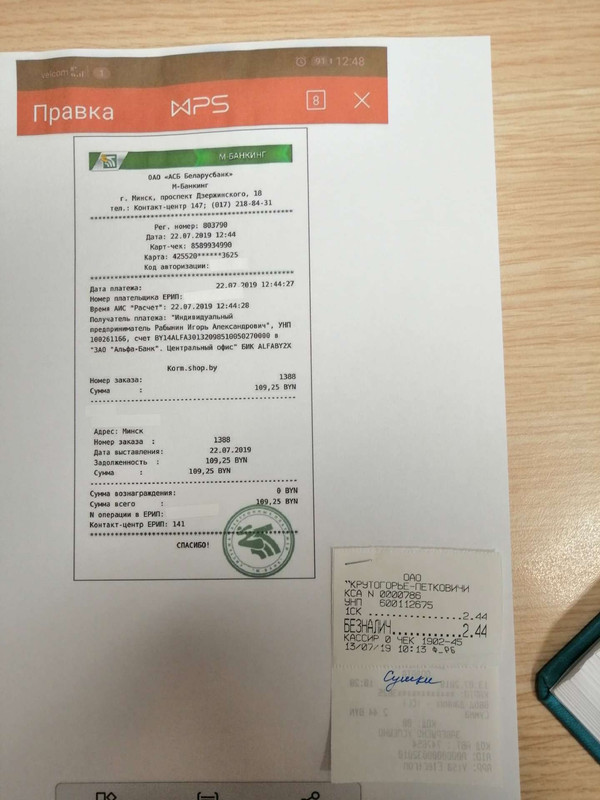 velcom 1 91 12:48
Правка WPS 8
М-БАНКИНГ
ОАО «АСБ Беларусбанк»
М-Банкинг
г. Минск, проспект Дзержинского, 18
тел.: Контакт-центр 147; (017) 218-84-31
Рег. номер: 803790
Дата: 22.07.2019 12:44
Карт-чек: 8589934990
Карта: 425520******3625
Код авторизации:
Дата платежа: 22.07.2019 12:44:27
Номер плательщика ЕРИП:
Время АИС "Расчет": 22.07.2019 12:44:28
Получатель платежа: "Индивидуальный
предприниматель Рабынин Игорь Александрович", УНП
100261166, счет BY14ALFA30132098510050270000 в
"ЗАО "Альфа-Банк". Центральный офис" БИК ALFABY2X
Korm.shop.by
Номер заказа: 1388
Сумма : 109,25 BYN
Адрес: Минск
Номер заказа : 1388
Дата выставления: 22.07.2019
Задолженность : 109,25 BYN
Сумма : 109,25 BYN
Сумма вознаграждения: 0 BYN
Сумма всего : 109,25 BYN
N операции в ЕРИП:
Контакт-центр ЕРИП: 141
СПАСИБО!
ОАО
"КРУТОГОРЬЕ-ПЕТКОВИЧИ
КСА N 0000786
УНП 600112675
1СК ....................2.44
БЕЗНАЛИЧ............2.44
КАССИР 0 ЧЕК 1902-45
13/07/19 10:13
Сушки